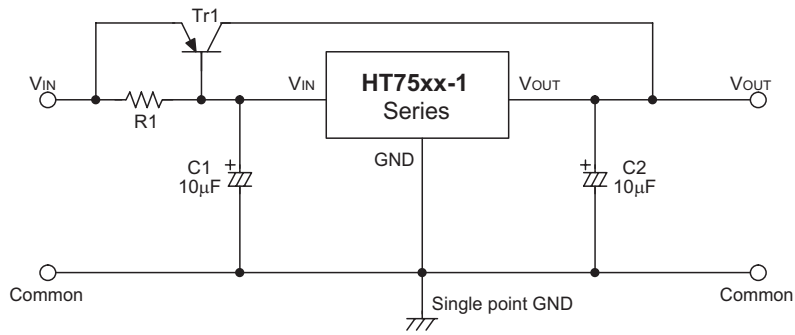 Tr1
VIN
R1
VIN
HT75xx-1
Series
VOUT
VOUT
GND
C1
10μF
+
C2
10μF
+
Common
Single point GND
Common